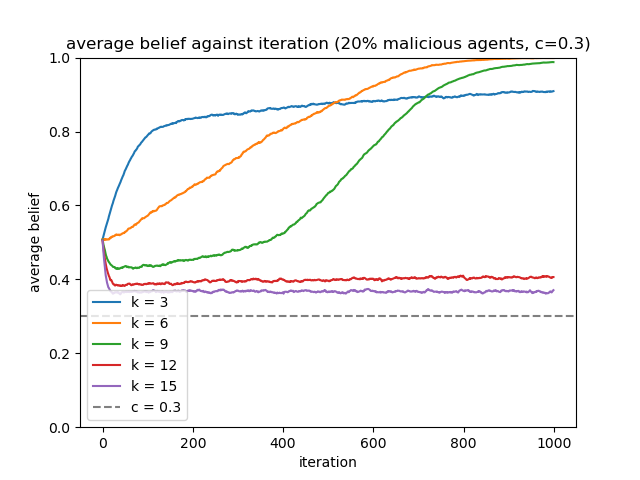 average belief against iteration (20% malicious agents, c=0.3)
1.0
0.8
0.6
0.4
0.2
0.0
average belief
k = 3
k = 6
k = 9
k = 12
k = 15
c = 0.3
0 200 400 600 800 1000
iteration